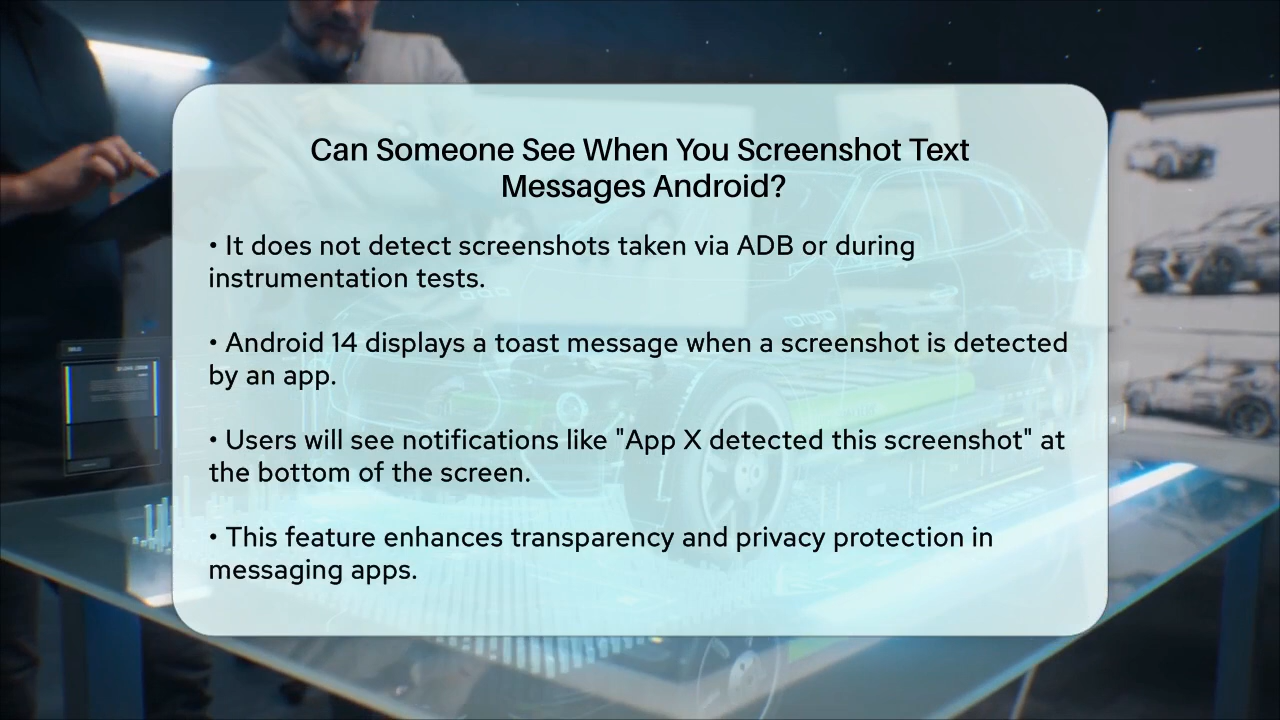 Can Someone See When You Screenshot Text
Messages Android?
• It does not detect screenshots taken via ADB or during
instrumentation tests.
• Android 14 displays a toast message when a screenshot is detected
by an app.
• Users will see notifications like "App X detected this screenshot" at
the bottom of the screen.
• This feature enhances transparency and privacy protection in
messaging apps.